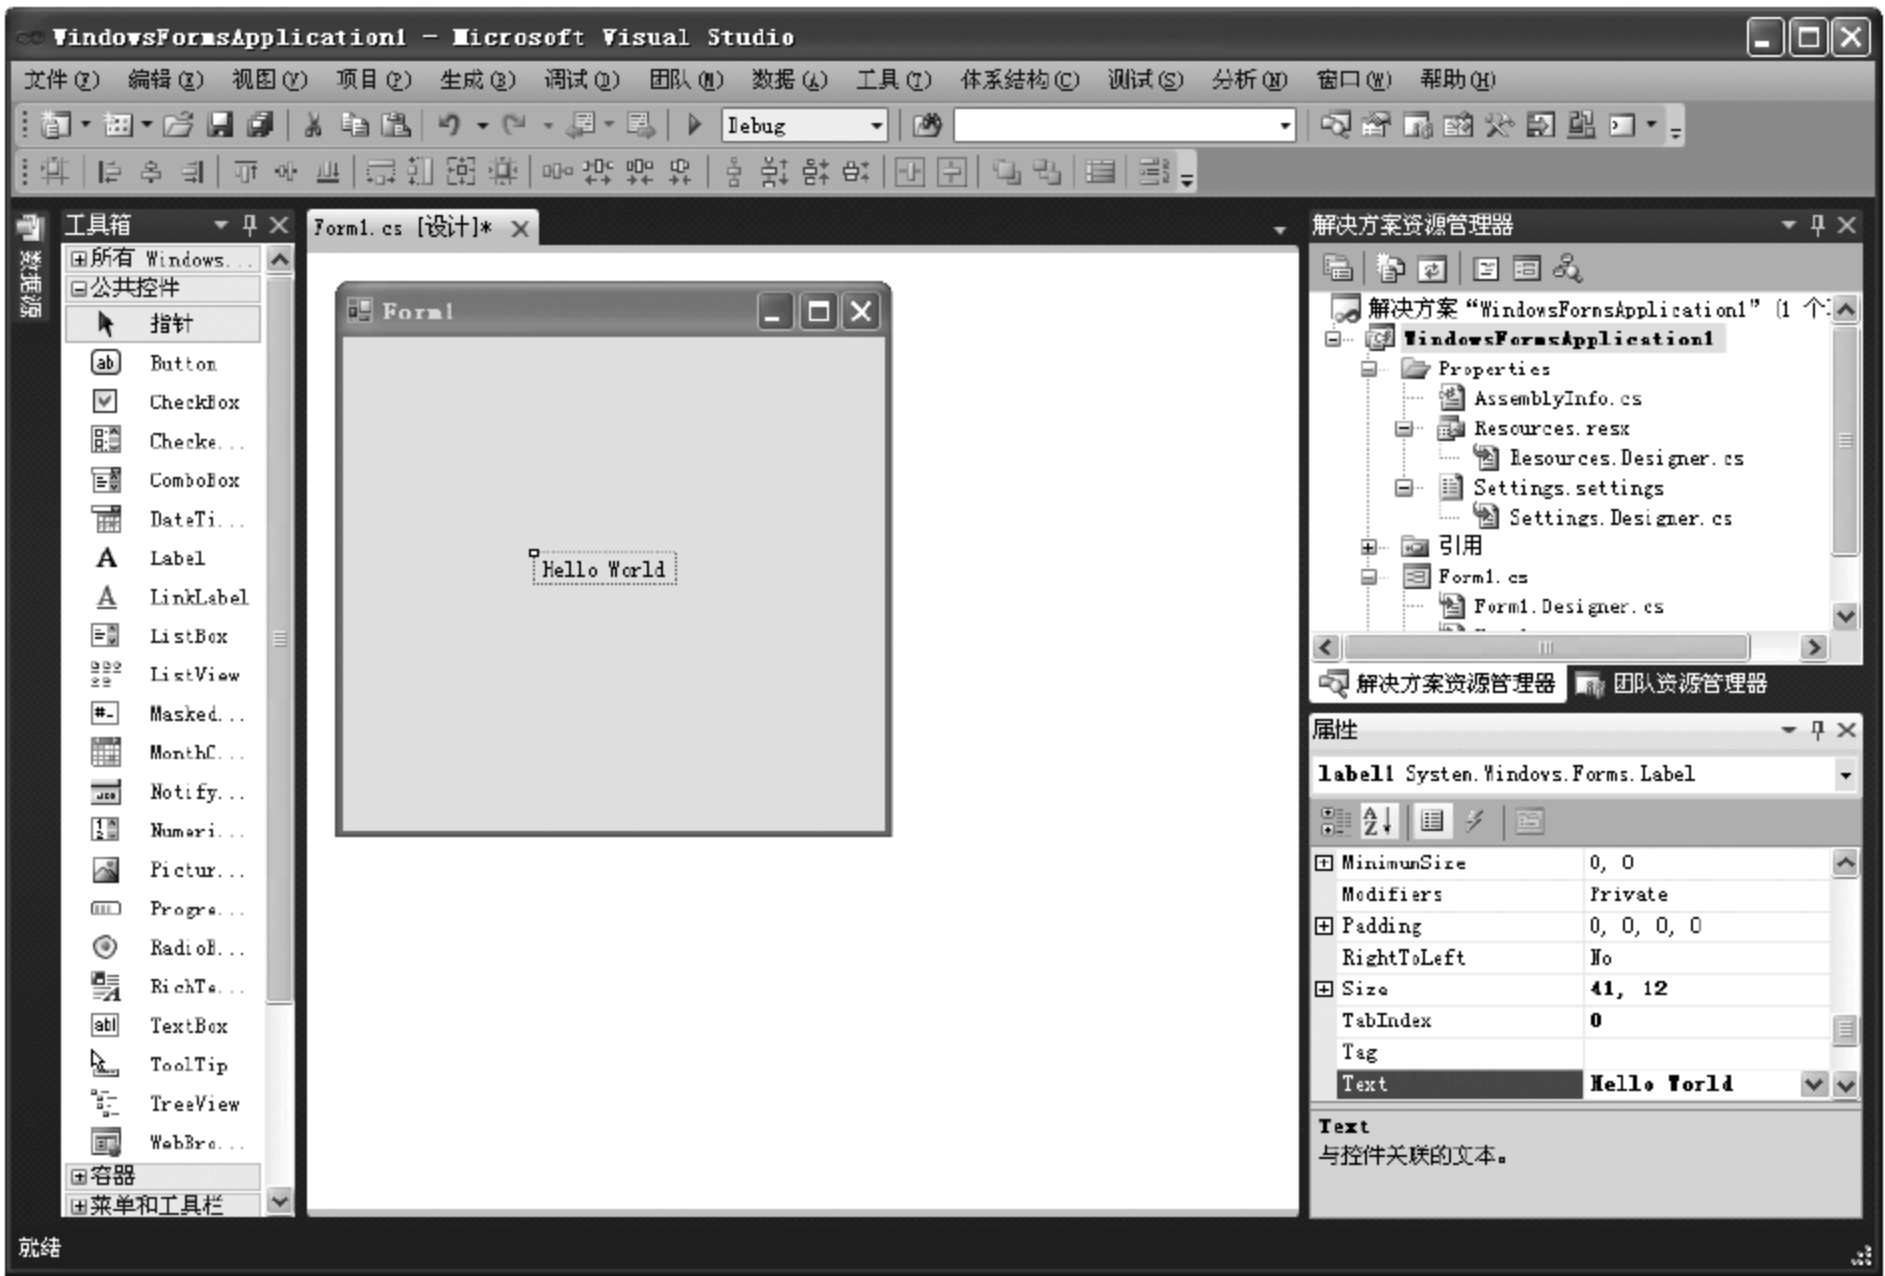 WindowsFormsApplication1 - Microsoft Visual Studio
文件(F) 编辑(E) 视图(V) 项目(P) 生成(B) 调试(D) 团队(M) 数据(A) 工具(T) 体系结构(C) 测试(S) 分析(N) 窗口(W) 帮助(H)
Debug
数据源
工具箱
所有 Windows...
公共控件
指针
Button
CheckBox
Checke...
ComboBox
DateTi...
Label
LinkLabel
ListBox
ListView
Masked...
MonthC...
Notify...
Numeri...
Pictur...
Progre...
RadioB...
RichTe...
TextBox
ToolTip
TreeView
WebBro...
容器
菜单和工具栏
Form1.cs [设计]*
Form1
Hello World
解决方案资源管理器
解决方案“WindowsFormsApplication1” (1 个
WindowsFormsApplication1
Properties
AssemblyInfo.cs
Resources.resx
Resources.Designer.cs
Settings.settings
Settings.Designer.cs
引用
Form1.cs
Form1.Designer.cs
解决方案资源管理器 团队资源管理器
属性
label1 System.Windows.Forms.Label
MinimumSize 0, 0
Modifiers Private
Padding 0, 0, 0, 0
RightToLeft No
Size 41, 12
TabIndex 0
Tag
Text Hello World
Text
与控件关联的文本。
就绪